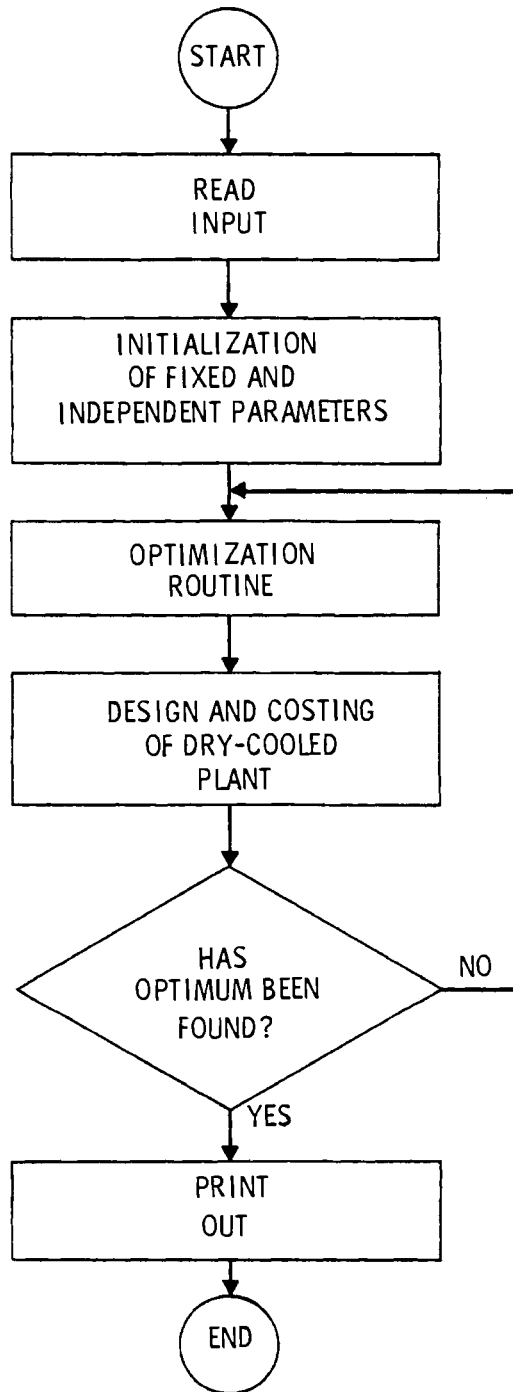 START
READ
INPUT
INITIALIZATION
OF FIXED AND
INDEPENDENT PARAMETERS
OPTIMIZATION
ROUTINE
DESIGN AND COSTING
OF DRY-COOLED
PLANT
HAS
OPTIMUM BEEN
FOUND?
NO
YES
PRINT
OUT
END